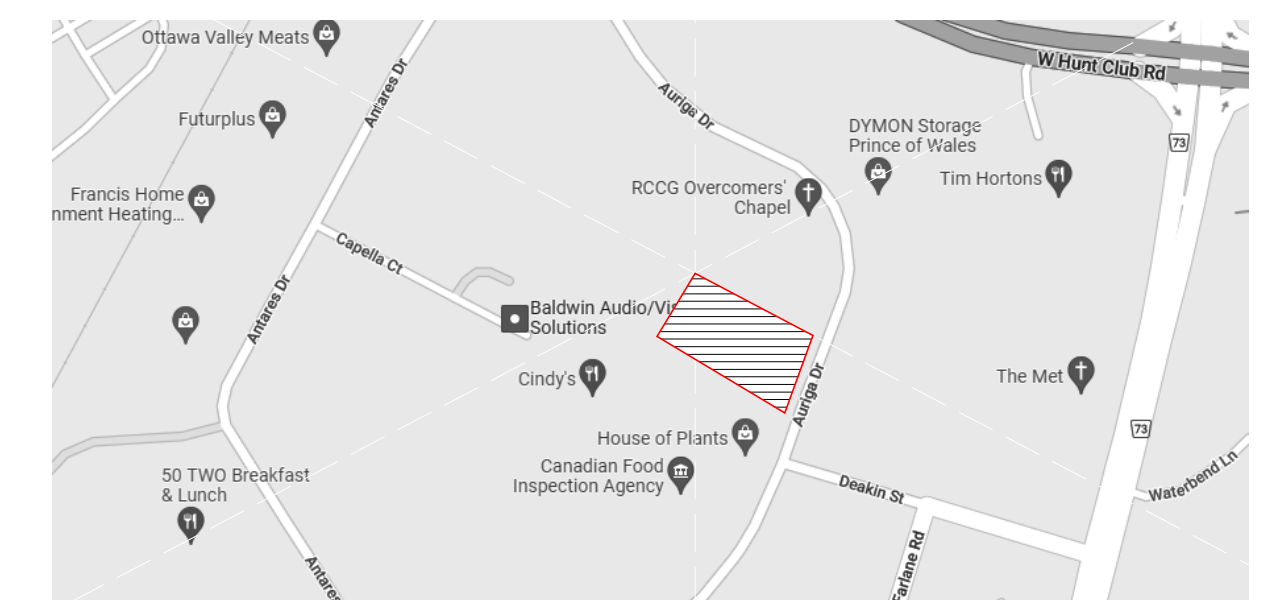 Ottawa Valley Meats
W Hunt Club Rd
Antares Dr
Auriga Dr
Futurplus
DYMON Storage
Prince of Wales
73
Tim Hortons
RCCG Overcomers'
Chapel
Francis Home
nment Heating...
Capella Ct
Antares Dr
Baldwin Audio/Vis
Solutions
Cindy's
The Met
Auriga Dr
73
House of Plants
Canadian Food
Inspection Agency
50 TWO Breakfast
& Lunch
Deakin St
Waterbend Ln
Antares
Farlane Rd